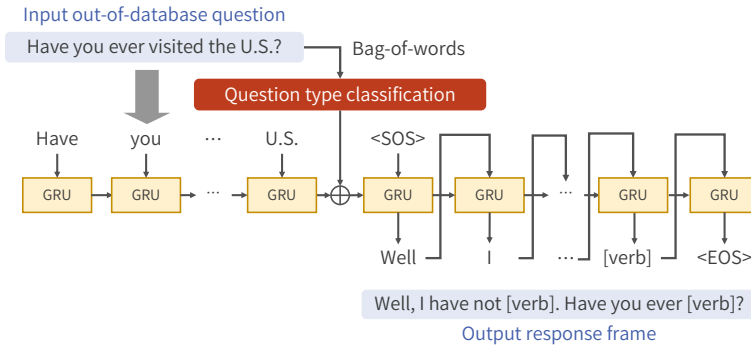 Input out-of-database question
Have you ever visited the U.S.?
Bag-of-words
Question type classification
Have you ... U.S. <SOS>
GRU GRU ... GRU GRU GRU ... GRU GRU
Well I ... [verb] <EOS>
Well, I have not [verb]. Have you ever [verb]?
Output response frame